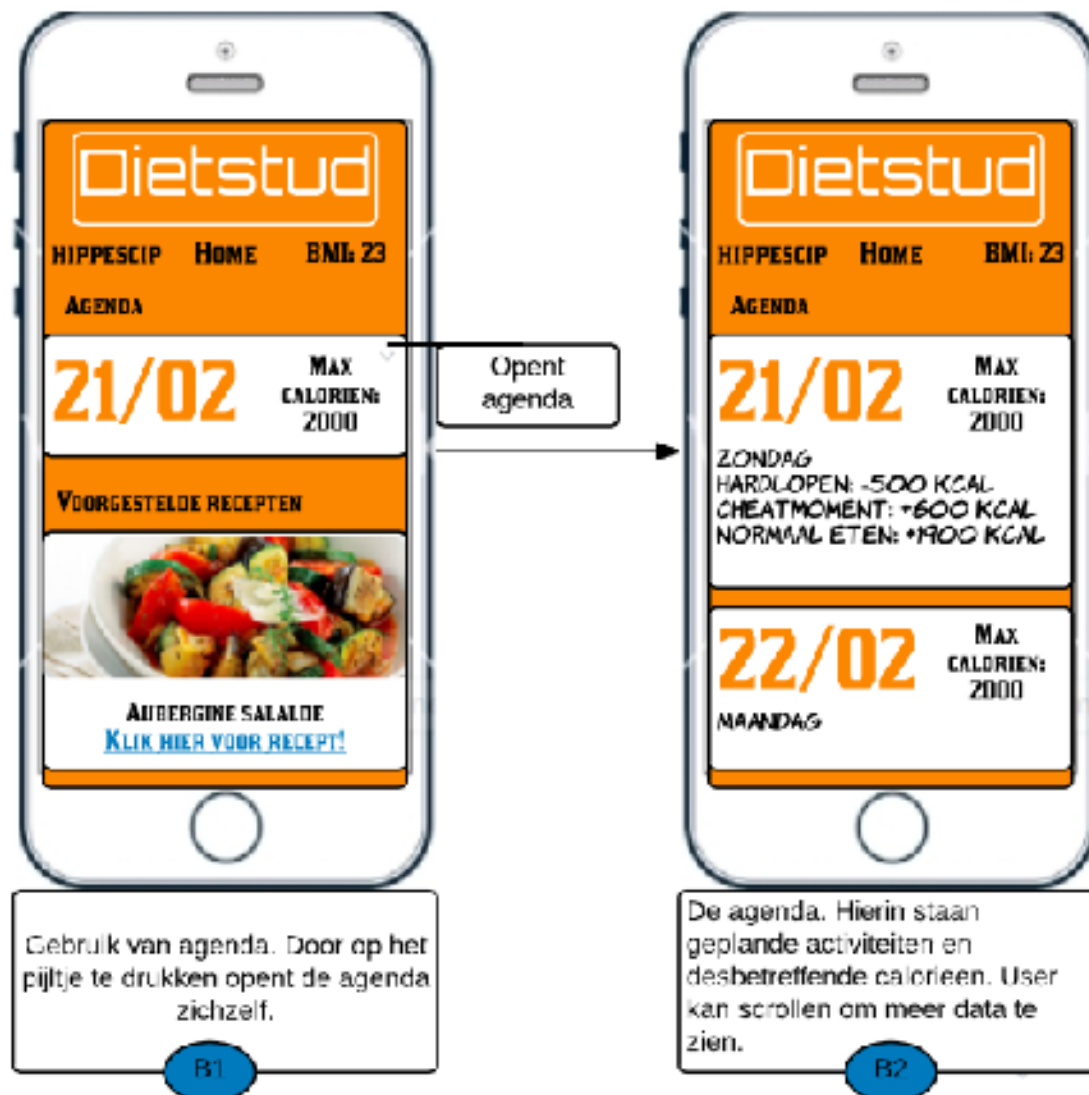 Dietstud
HIPPESCIP HOME BMI: 23
AGENDA
21/02
MAX
CALORIEN:
2000
VOORGESTELDE RECEPTEN
AUBERGINE SALALDE
KLIK HIER VOOR RECEPT!
Gebruik van agenda. Door op het
pijltje te drukken opent de agenda
zichzelf.
B1
Opent
agenda
Dietstud
HIPPESCIP HOME BMI: 23
AGENDA
21/02
MAX
CALORIEN:
2000
ZONDAG
HARDLOPEN: -500 KCAL
CHEATMOMENT: +600 KCAL
NORMAAL ETEN: +1900 KCAL
22/02
MAX
CALORIEN:
2000
MAANDAG
De agenda. Hierin staan
geplande activiteiten en
desbetreffende calorieen. User
kan scrollen om meer data te
zien.
B2